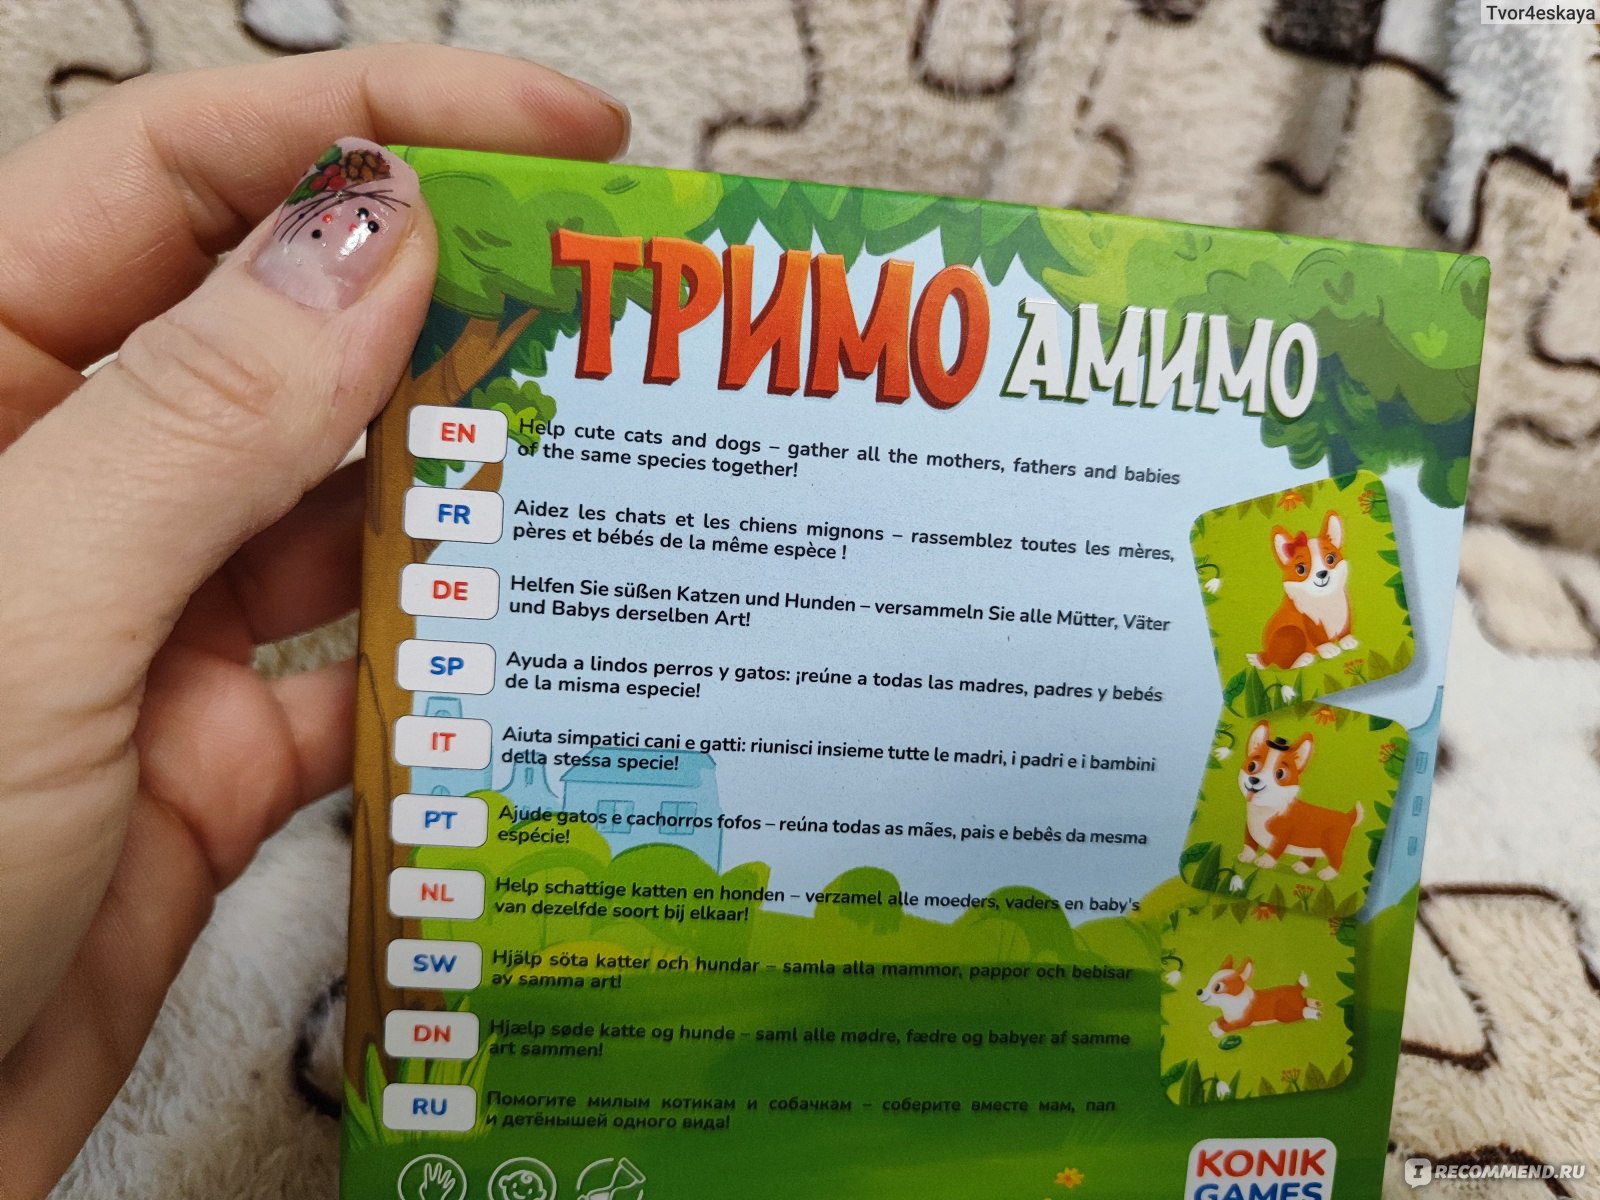 Tvor4eskaya
ТРИМО АМИМО
EN
Help cute cats and dogs – gather all the mothers, fathers and babies
of the same species together!
FR
Aidez les chats et les chiens mignons – rassemblez toutes les mères,
pères et bébés de la même espèce !
DE
Helfen Sie süßen Katzen und Hunden – versammeln Sie alle Mütter, Väter
und Babys derselben Art!
SP
Ayuda a lindos perros y gatos: ¡reúne a todas las madres, padres y bebés
de la misma especie!
IT
Aiuta simpatici cani e gatti: riunisci insieme tutte le madri, i padri e i bambini
della stessa specie!
PT
Ajude gatos e cachorros fofos – reúna todas as mães, pais e bebês da mesma
espécie!
NL
Help schattige katten en honden – verzamel alle moeders, vaders en baby's
van dezelfde soort bij elkaar!
SW
Hjälp söta katter och hundar – samla alla mammor, pappor och bebisar
av samma art!
DN
Hjælp søde katte og hunde – saml alle mødre, fædre og babyer af samme
art sammen!
RU
Помогите милым котикам и собачкам – соберите вместе мам, пап
и детёнышей одного вида!
KONIK
GAMES
IRECOMMEND.RU